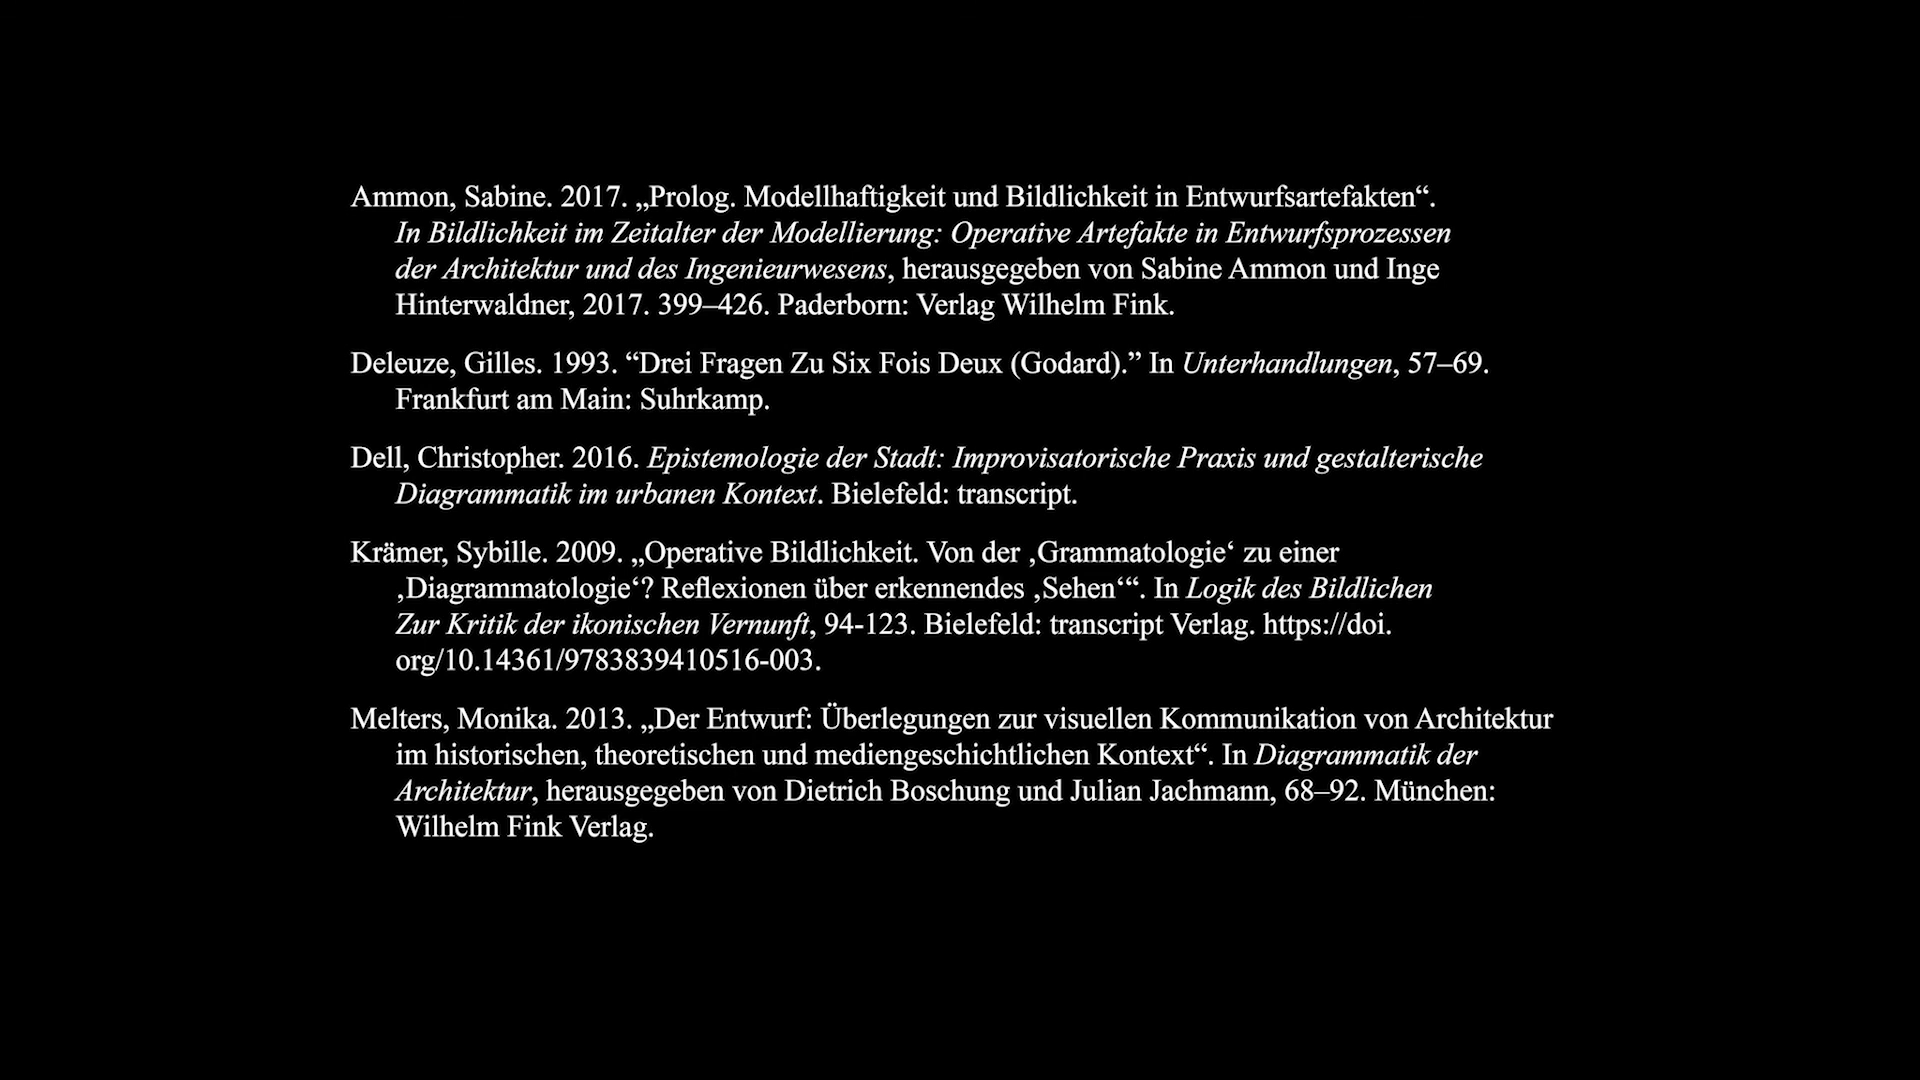 Ammon, Sabine. 2017. „Prolog. Modellhaftigkeit und Bildlichkeit in Entwurfsartefakten“.
In Bildlichkeit im Zeitalter der Modellierung: Operative Artefakte in Entwurfsprozessen
der Architektur und des Ingenieurwesens, herausgegeben von Sabine Ammon und Inge
Hinterwaldner, 2017. 399–426. Paderborn: Verlag Wilhelm Fink.
Deleuze, Gilles. 1993. “Drei Fragen Zu Six Fois Deux (Godard).” In Unterhandlungen, 57–69.
Frankfurt am Main: Suhrkamp.
Dell, Christopher. 2016. Epistemologie der Stadt: Improvisatorische Praxis und gestalterische
Diagrammatik im urbanen Kontext. Bielefeld: transcript.
Krämer, Sybille. 2009. „Operative Bildlichkeit. Von der ‚Grammatologie‘ zu einer
‚Diagrammatologie‘? Reflexionen über erkennendes ‚Sehen‘“. In Logik des Bildlichen
Zur Kritik der ikonischen Vernunft, 94-123. Bielefeld: transcript Verlag. https://doi.
org/10.14361/9783839410516-003.
Melters, Monika. 2013. „Der Entwurf: Überlegungen zur visuellen Kommunikation von Architektur
im historischen, theoretischen und mediengeschichtlichen Kontext“. In Diagrammatik der
Architektur, herausgegeben von Dietrich Boschung und Julian Jachmann, 68–92. München:
Wilhelm Fink Verlag.